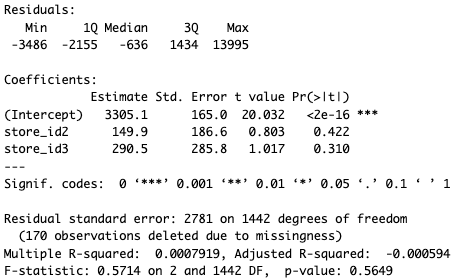 Residuals:
Min 1Q Median 3Q Max
-3486 -2155 -636 1434 13995
Coefficients:
Estimate Std. Error t value Pr(>|t|)
(Intercept) 3305.1 165.0 20.032 <2e-16 ***
store_id2 149.9 186.6 0.803 0.422
store_id3 290.5 285.8 1.017 0.310
---
Signif. codes: 0 ‘***’ 0.001 ‘**’ 0.01 ‘*’ 0.05 ‘.’ 0.1 ‘ ’ 1
Residual standard error: 2781 on 1442 degrees of freedom
(170 observations deleted due to missingness)
Multiple R-squared: 0.0007919, Adjusted R-squared: -0.000594
F-statistic: 0.5714 on 2 and 1442 DF, p-value: 0.5649